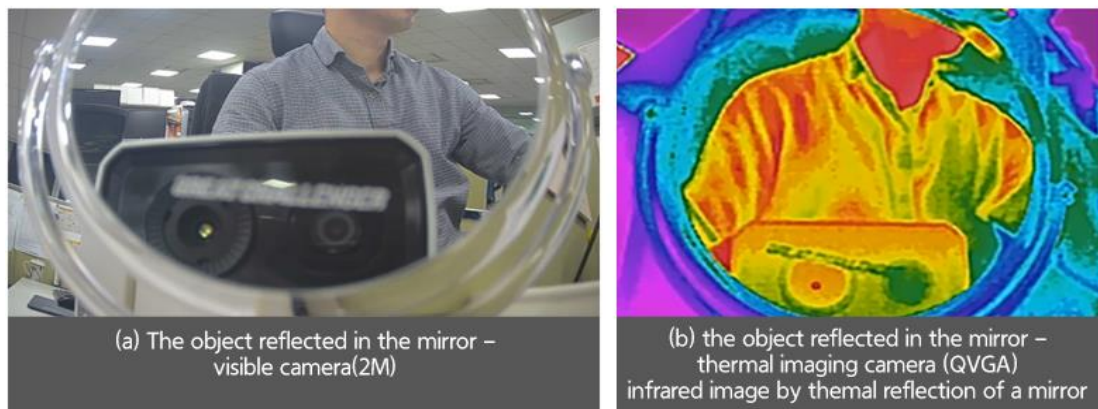 (a) The object reflected in the mirror –
visible camera(2M)
(b) the object reflected in the mirror –
thermal imaging camera (QVGA)
infrared image by themal reflection of a mirror